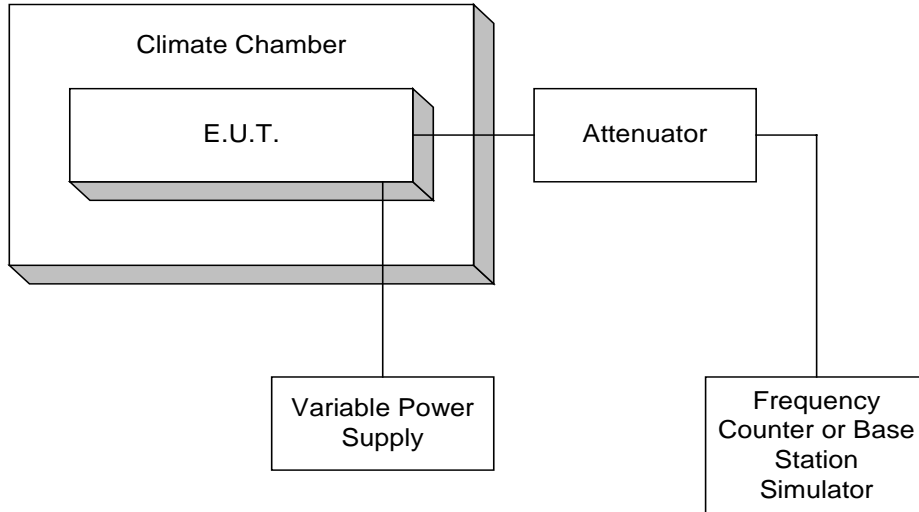 Climate Chamber
E.U.T.
Attenuator
Variable Power
Supply
Frequency
Counter or Base
Station
Simulator